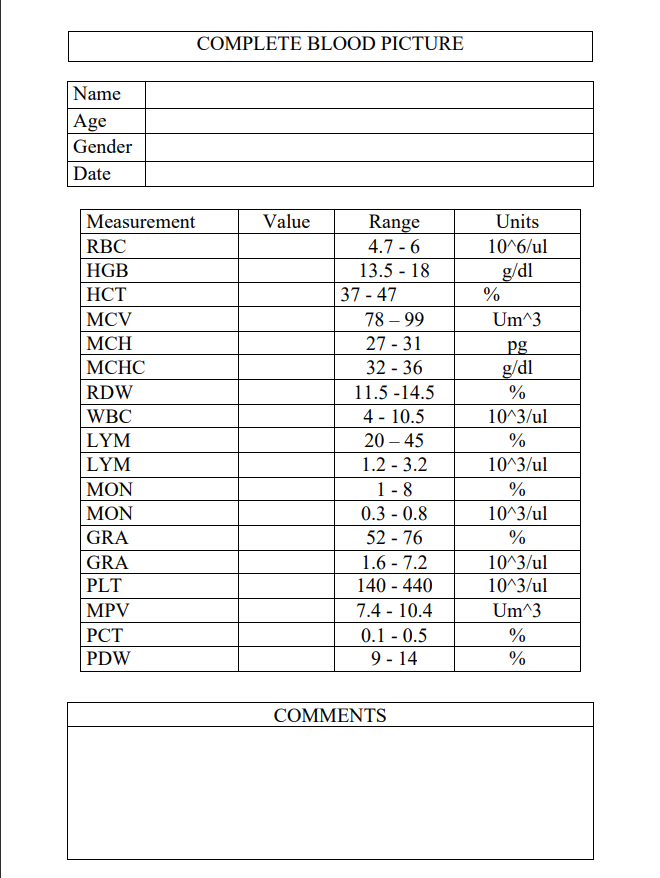 COMPLETE BLOOD PICTURE
Name
Age
Gender
Date
Measurement Value Range Units
RBC 4.7 - 6 10^6/ul
HGB 13.5 - 18 g/dl
HCT 37 - 47 %
MCV 78 – 99 Um^3
MCH 27 - 31 pg
MCHC 32 - 36 g/dl
RDW 11.5 -14.5 %
WBC 4 - 10.5 10^3/ul
LYM 20 – 45 %
LYM 1.2 - 3.2 10^3/ul
MON 1 - 8 %
MON 0.3 - 0.8 10^3/ul
GRA 52 - 76 %
GRA 1.6 - 7.2 10^3/ul
PLT 140 - 440 10^3/ul
MPV 7.4 - 10.4 Um^3
PCT 0.1 - 0.5 %
PDW 9 - 14 %
COMMENTS